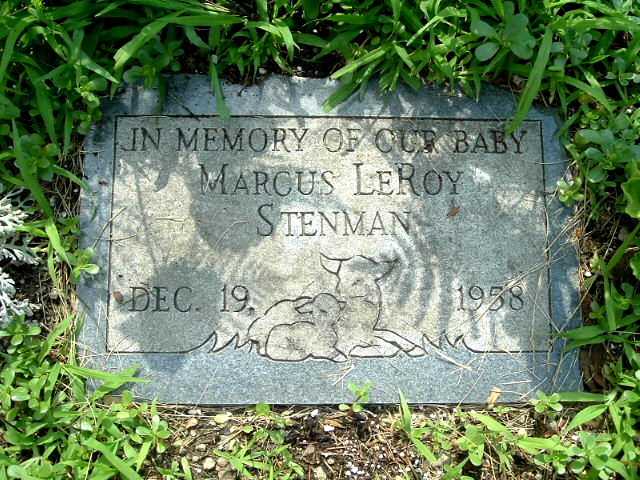 IN MEMORY OF OUR BABY
MARCUS LEROY
STENMAN
DEC. 19, 1958